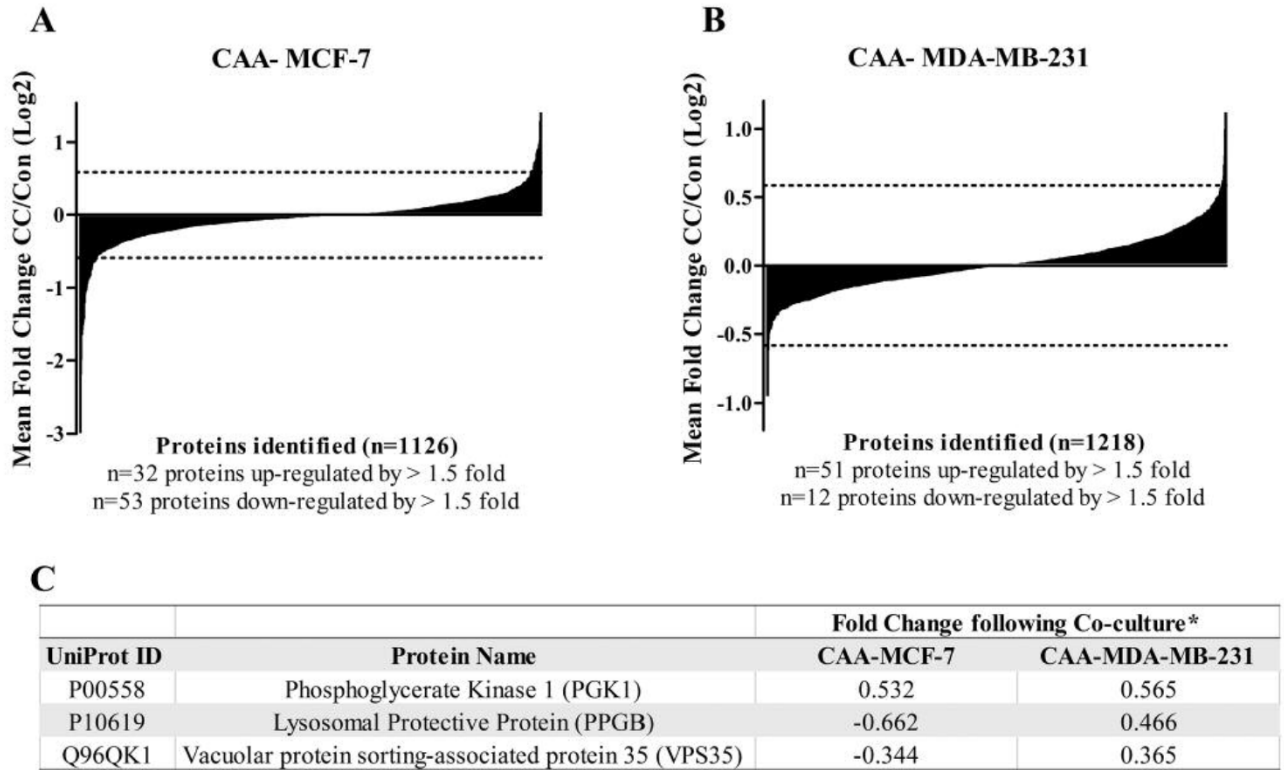 A
CAA- MCF-7
Mean Fold Change CC/Con (Log2)
1
0
-1
-2
-3
Proteins identified (n=1126)
n=32 proteins up-regulated by > 1.5 fold
n=53 proteins down-regulated by > 1.5 fold
B
CAA- MDA-MB-231
Mean Fold Change CC/Con (Log2)
1.0
0.5
0.0
-0.5
-1.0
Proteins identified (n=1218)
n=51 proteins up-regulated by > 1.5 fold
n=12 proteins down-regulated by > 1.5 fold
C
Fold Change following Co-culture*
UniProt ID Protein Name CAA-MCF-7 CAA-MDA-MB-231
P00558 Phosphoglycerate Kinase 1 (PGK1) 0.532 0.565
P10619 Lysosomal Protective Protein (PPGB) -0.662 0.466
Q96QK1 Vacuolar protein sorting-associated protein 35 (VPS35) -0.344 0.365